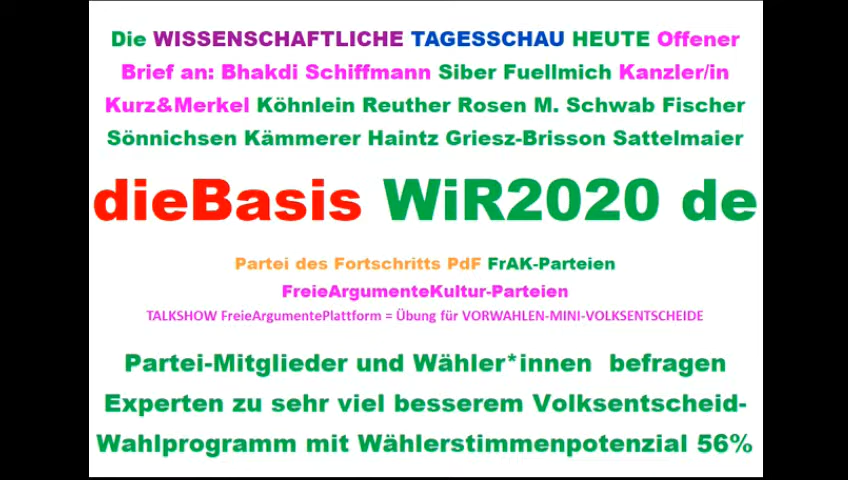 Die WISSENSCHAFTLICHE TAGESSCHAU HEUTE Offener
Brief an: Bhakdi Schiffmann Siber Fuellmich Kanzler/in
Kurz&Merkel Köhnlein Reuther Rosen M. Schwab Fischer
Sönnichsen Kämmerer Haintz Griesz-Brisson Sattelmaier
dieBasis WiR2020 de
Partei des Fortschritts PdF FrAK-Parteien
FreieArgumenteKultur-Parteien
TALKSHOW FreieArgumentePlattform = Übung für VORWAHLEN-MINI-VOLKSENTSCHEIDE
Partei-Mitglieder und Wähler*innen befragen
Experten zu sehr viel besserem Volksentscheid-
Wahlprogramm mit Wählerstimmenpotenzial 56%